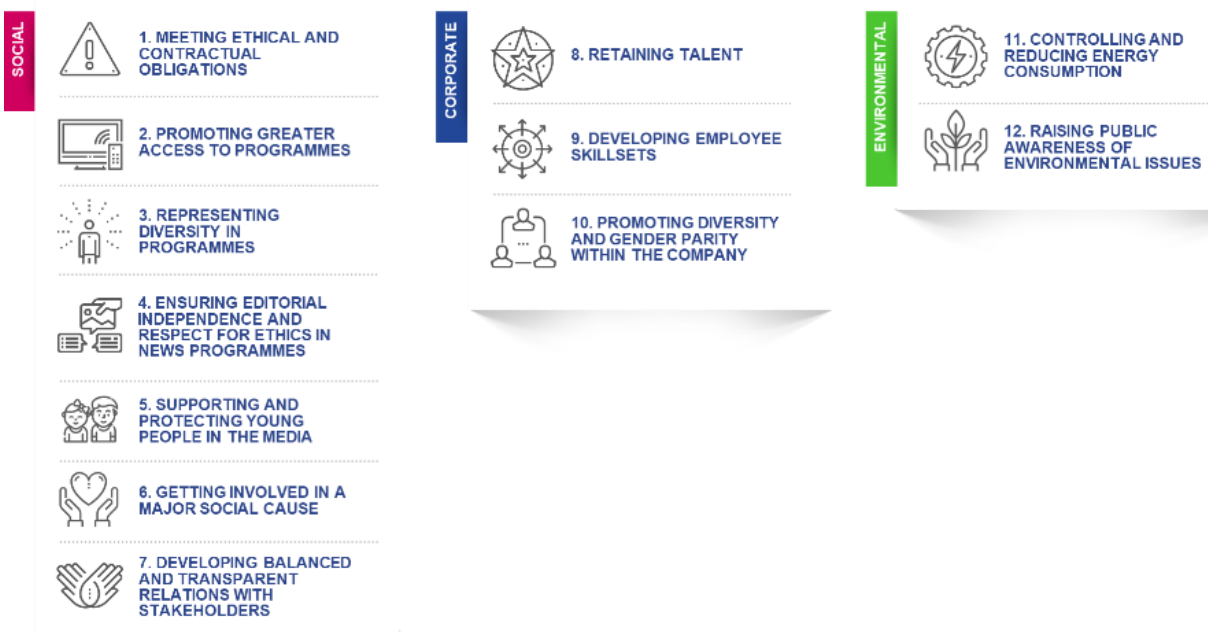 SOCIAL
1. MEETING ETHICAL AND
CONTRACTUAL
OBLIGATIONS
2. PROMOTING GREATER
ACCESS TO PROGRAMMES
3. REPRESENTING
DIVERSITY IN
PROGRAMMES
4. ENSURING EDITORIAL
INDEPENDENCE AND
RESPECT FOR ETHICS IN
NEWS PROGRAMMES
5. SUPPORTING AND
PROTECTING YOUNG
PEOPLE IN THE MEDIA
6. GETTING INVOLVED IN A
MAJOR SOCIAL CAUSE
7. DEVELOPING BALANCED
AND TRANSPARENT
RELATIONS WITH
STAKEHOLDERS
CORPORATE
8. RETAINING TALENT
9. DEVELOPING EMPLOYEE
SKILLSETS
10. PROMOTING DIVERSITY
AND GENDER PARITY
WITHIN THE COMPANY
ENVIRONMENTAL
11. CONTROLLING AND
REDUCING ENERGY
CONSUMPTION
12. RAISING PUBLIC
AWARENESS OF
ENVIRONMENTAL ISSUES